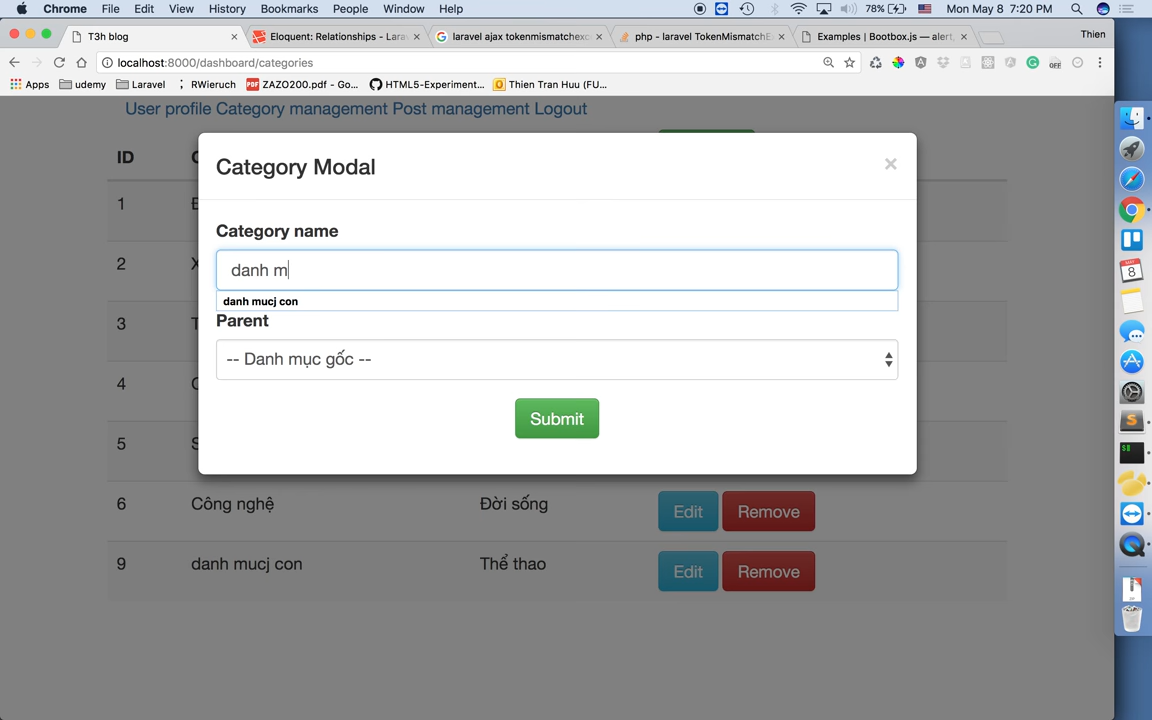 Chrome File Edit View History Bookmarks People Window Help 78% Mon May 8 7:20 PM
T3h blog × Eloquent: Relationships - Lara × laravel ajax tokenmismatchexc × php - laravel TokenMismatchEx × Examples | Bootbox.js — alert, × Thien
localhost:8000/dashboard/categories
Apps udemy Laravel RWieruch PDF ZAZO200.pdf - Go... HTML5-Experiment... Thien Tran Huu (FU...
User profile Category management Post management Logout
Category Modal ×
Category name
danh m
danh mucj con
Parent
-- Danh mục gốc --
Submit
ID
1
2
3
4
5
6 Công nghệ Đời sống Edit Remove
9 danh mucj con Thể thao Edit Remove